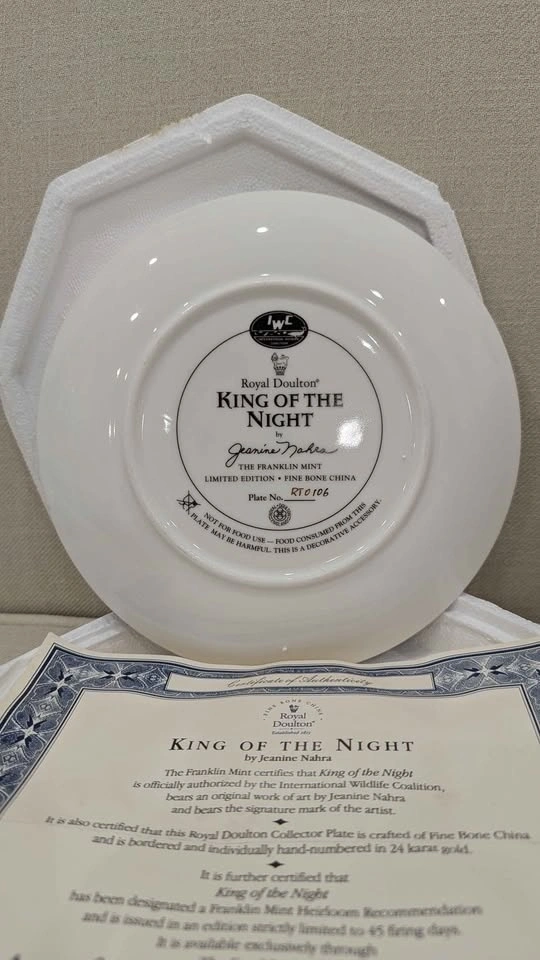 IWC
Royal Doulton®
KING OF THE
NIGHT
by
Jeanine Nahra
THE FRANKLIN MINT
LIMITED EDITION • FINE BONE CHINA
Plate No. RT0106
NOT FOR FOOD USE — FOOD CONSUMED FROM THIS
PLATE MAY BE HARMFUL. THIS IS A DECORATIVE ACCESSORY.
Certificate of Authenticity
FINE BONE CHINA
Royal
Doulton
Established 1815
KING OF THE NIGHT
by Jeanine Nahra
The Franklin Mint certifies that King of the Night
is officially authorized by the International Wildlife Coalition,
bears an original work of art by Jeanine Nahra
and bears the signature mark of the artist.
It is also certified that this Royal Doulton Collector Plate is crafted of Fine Bone China
and is bordered and individually hand-numbered in 24 karat gold.
It is further certified that
King of the Night
has been designated a Franklin Mint Heirloom Recommendation
and is issued in an edition strictly limited to 45 firing days.
It is available exclusively through